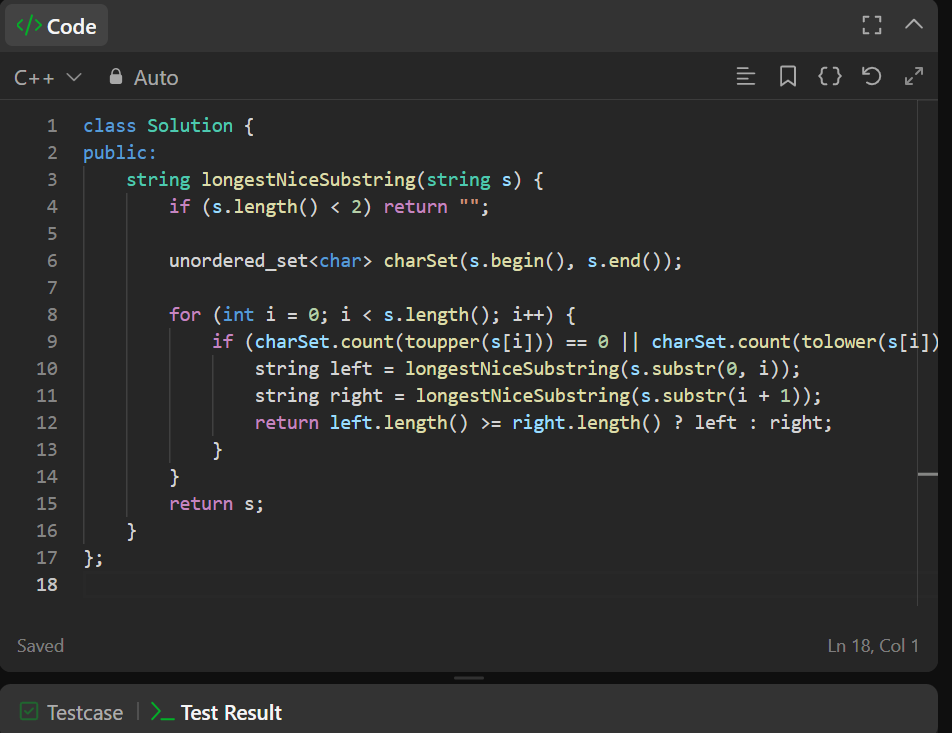 </> Code
C++ Auto
1 class Solution {
2 public:
3 string longestNiceSubstring(string s) {
4 if (s.length() < 2) return "";
5
6 unordered_set<char> charSet(s.begin(), s.end());
7
8 for (int i = 0; i < s.length(); i++) {
9 if (charSet.count(toupper(s[i])) == 0 || charSet.count(tolower(s[i])
10 string left = longestNiceSubstring(s.substr(0, i));
11 string right = longestNiceSubstring(s.substr(i + 1));
12 return left.length() >= right.length() ? left : right;
13 }
14 }
15 return s;
16 }
17 };
18
Saved Ln 18, Col 1
Testcase | >_ Test Result